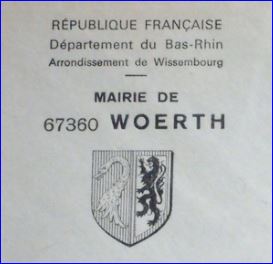 RÉPUBLIQUE FRANÇAISE
Département du Bas-Rhin
Arrondissement de Wissembourg
MAIRIE DE
67360 WOERTH